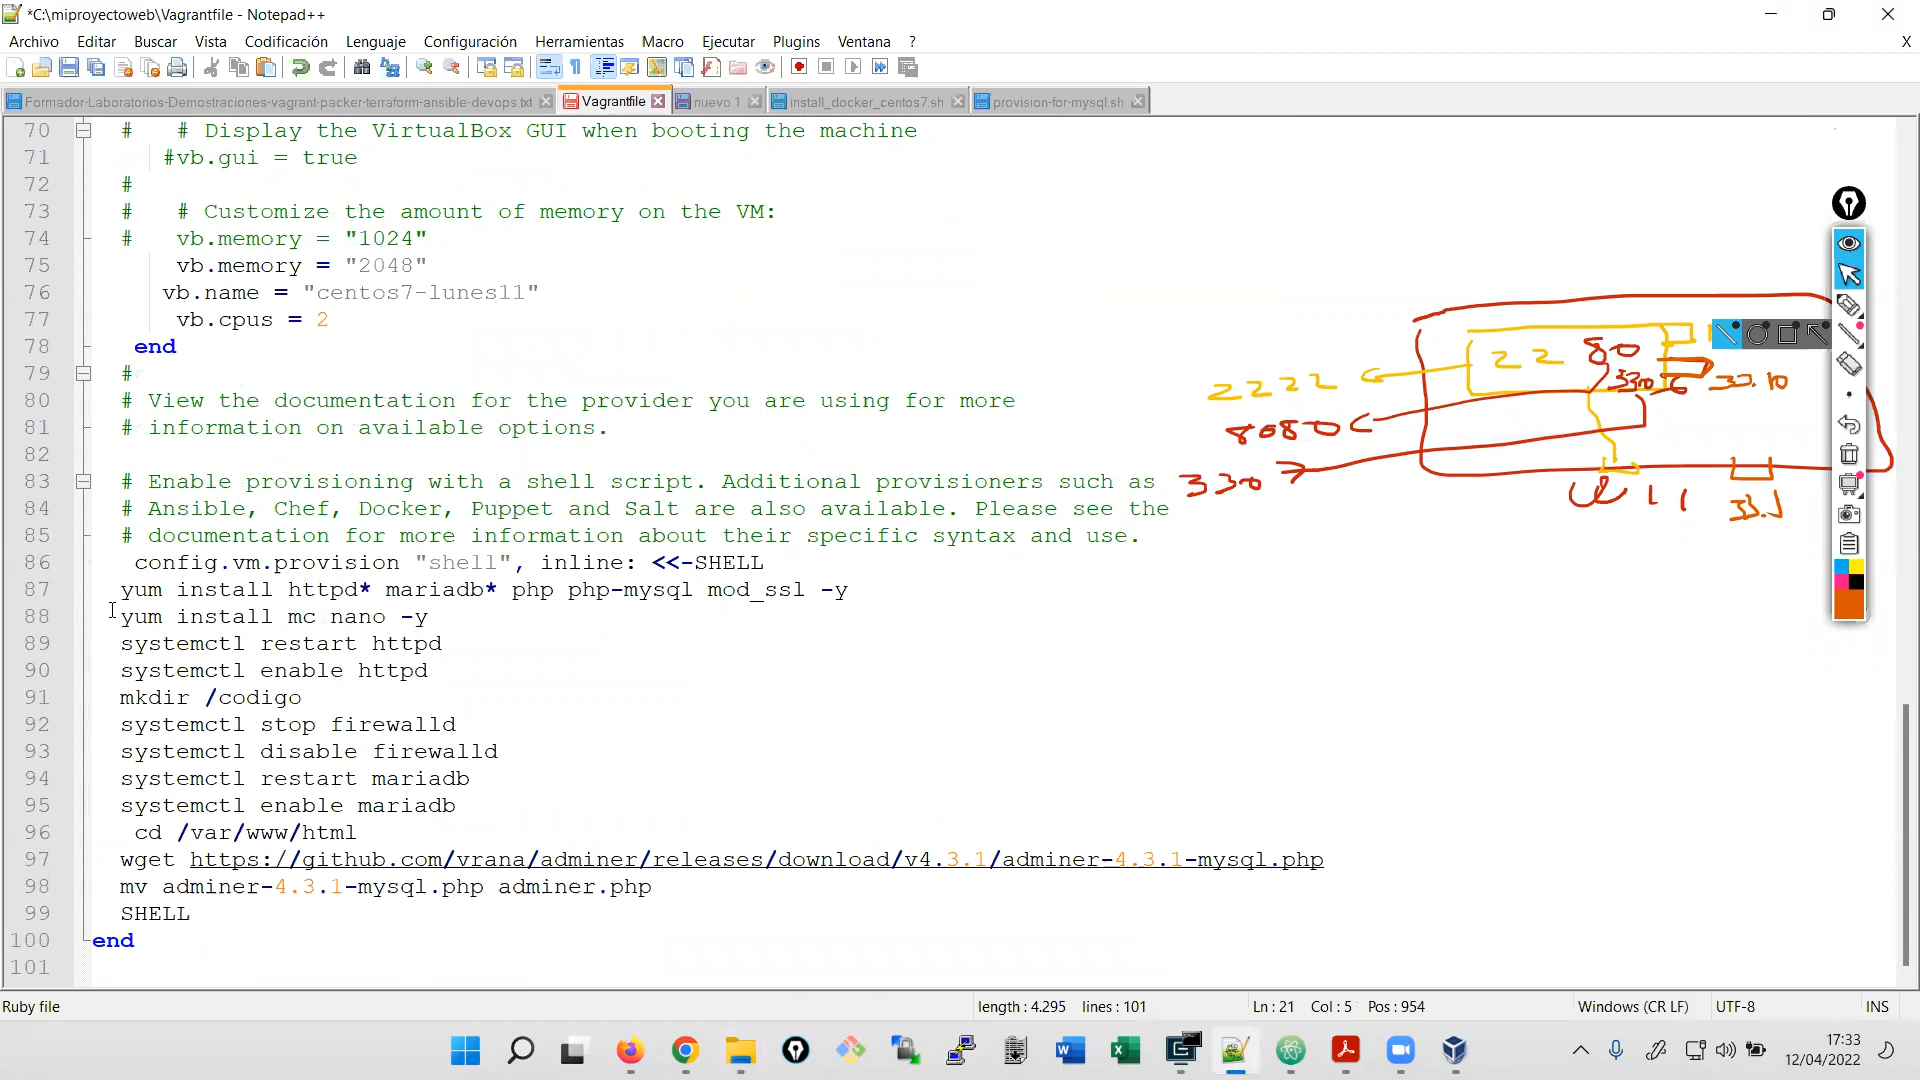 *C:\miproyectoweb\Vagrantfile - Notepad++
Archivo Editar Buscar Vista Codificación Lenguaje Configuración Herramientas Macro Ejecutar Plugins Ventana ? X
Formador-Laboratorios-Demostraciones-vagrant-packer-terraform-ansible-devops.txt Vagrantfile nuevo 1 install_docker_centos7.sh provision-for-mysql.sh
70 # # Display the VirtualBox GUI when booting the machine
71 #vb.gui = true
72 #
73 # # Customize the amount of memory on the VM:
74 # vb.memory = "1024"
75 vb.memory = "2048"
76 vb.name = "centos7-lunes11"
77 vb.cpus = 2
78 end
79 #
80 # View the documentation for the provider you are using for more
81 # information on available options.
82
83 # Enable provisioning with a shell script. Additional provisioners such as
84 # Ansible, Chef, Docker, Puppet and Salt are also available. Please see the
85 # documentation for more information about their specific syntax and use.
86 config.vm.provision "shell", inline: <<-SHELL
87 yum install httpd* mariadb* php php-mysql mod_ssl -y
88 yum install mc nano -y
89 systemctl restart httpd
90 systemctl enable httpd
91 mkdir /codigo
92 systemctl stop firewalld
93 systemctl disable firewalld
94 systemctl restart mariadb
95 systemctl enable mariadb
96 cd /var/www/html
97 wget https://github.com/vrana/adminer/releases/download/v4.3.1/adminer-4.3.1-mysql.php
98 mv adminer-4.3.1-mysql.php adminer.php
99 SHELL
100 end
101
22 80
2222 3306 33.10
8080
330
33.1
Ruby file length : 4.295 lines : 101 Ln : 21 Col : 5 Pos : 954 Windows (CR LF) UTF-8 INS
17:33
12/04/2022